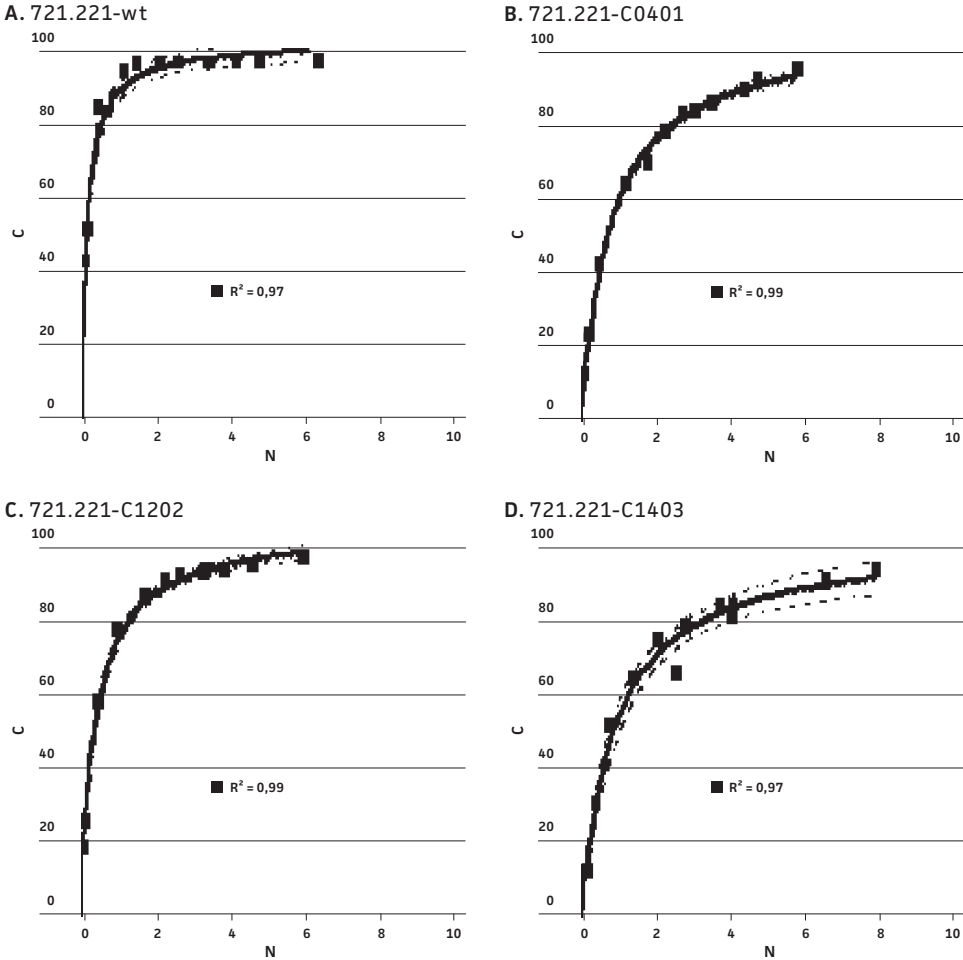 A. 721.221-wt
100
80
60
40
20
0
C
R² = 0,97
0 2 4 6 8 10
N
B. 721.221-C0401
100
80
60
40
20
0
C
R² = 0,99
0 2 4 6 8 10
N
C. 721.221-C1202
100
80
60
40
20
0
C
R² = 0,99
0 2 4 6 8 10
N
D. 721.221-C1403
100
80
60
40
20
0
C
R² = 0,97
0 2 4 6 8 10
N